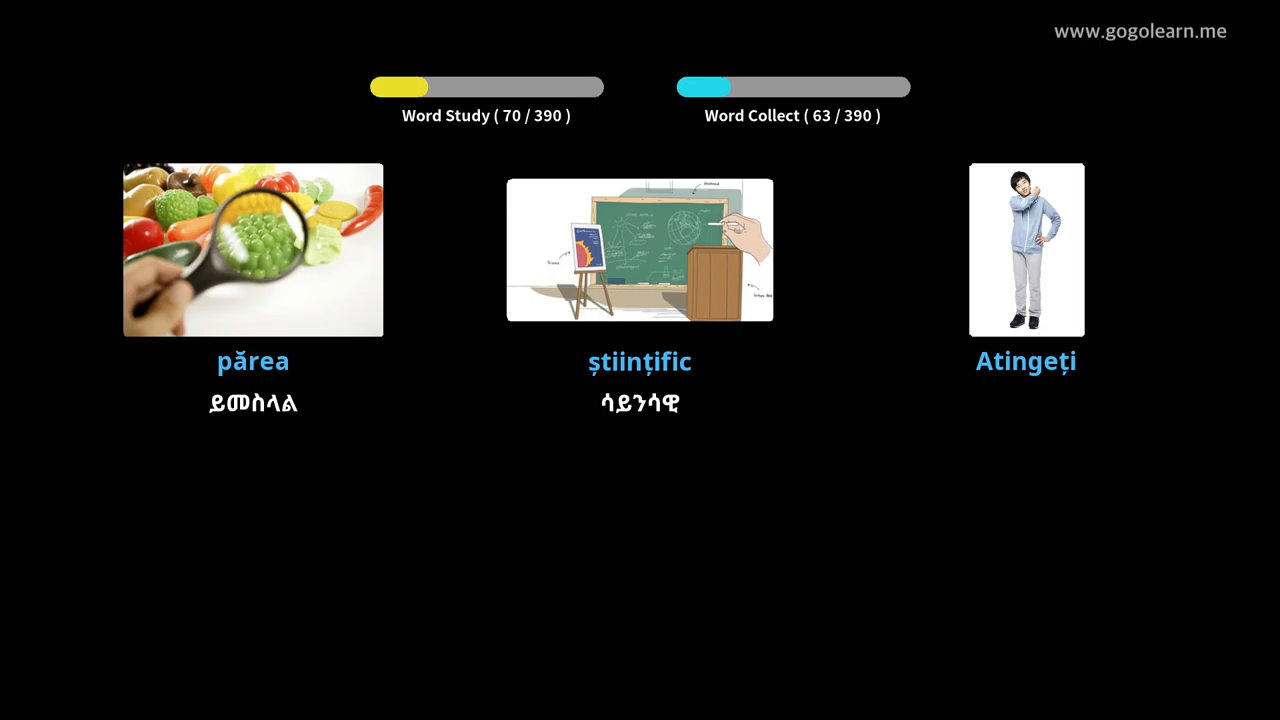 www.gogolearn.me
Word Study ( 70 / 390 )
Word Collect ( 63 / 390 )
părea
științific
Atingeți
ይመስላል
ሳይንሳዊ